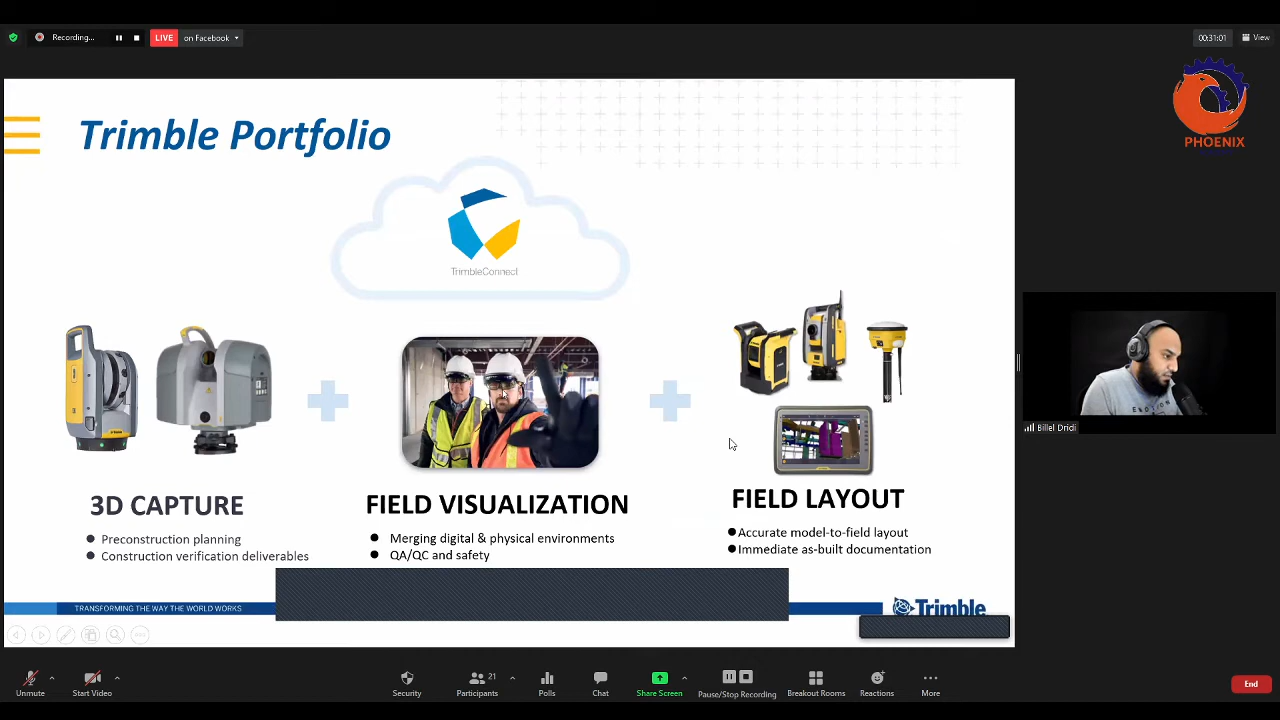 Recording...
LIVE on Facebook
00:31:01
View
PHOENIX
Trimble Portfolio
TrimbleConnect
3D CAPTURE
Preconstruction planning
Construction verification deliverables
FIELD VISUALIZATION
Merging digital & physical environments
QA/QC and safety
FIELD LAYOUT
Accurate model-to-field layout
Immediate as-built documentation
TRANSFORMING THE WAY THE WORLD WORKS
Trimble
Billel Dridi
Unmute
Start Video
Security
Participants 21
Polls
Chat
Share Screen
Pause/Stop Recording
Breakout Rooms
Reactions
More
End